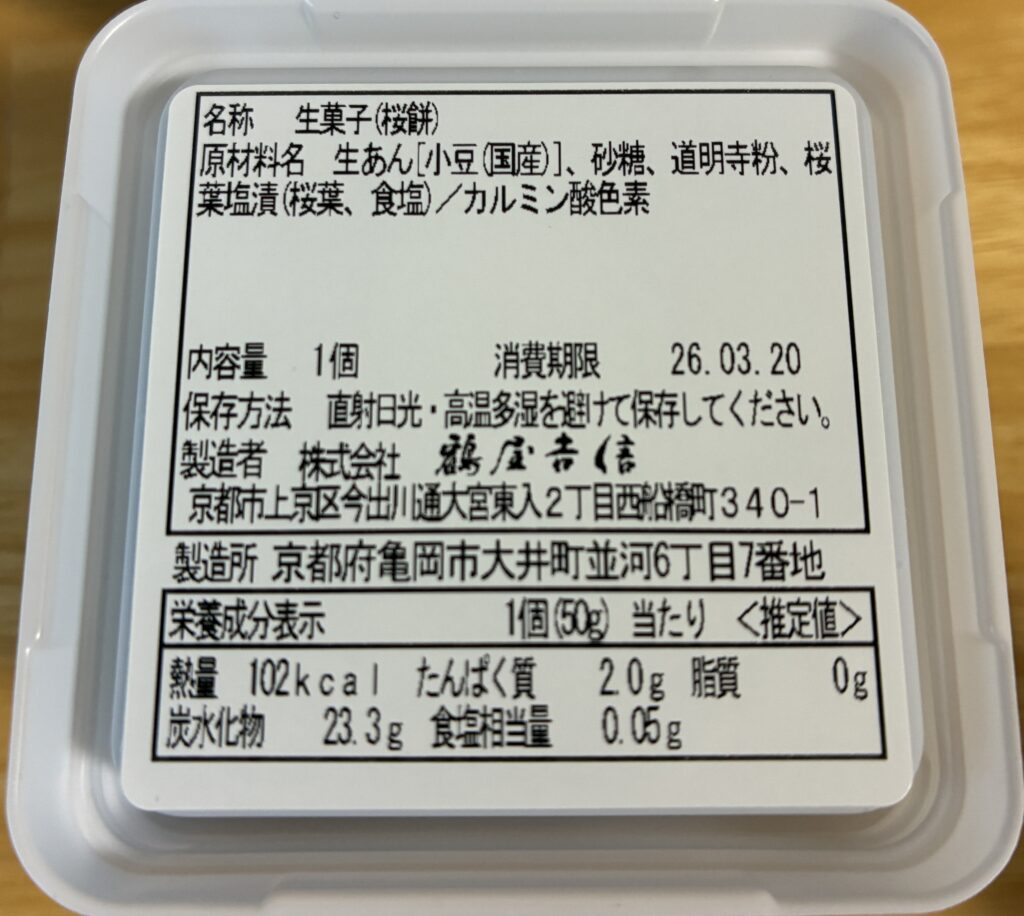 名称 生菓子(桜餅)
原材料名 生あん[小豆(国産)]、砂糖、道明寺粉、桜
葉塩漬(桜葉、食塩)/カルミン酸色素
内容量 1個 消費期限 26.03.20
保存方法 直射日光・高温多湿を避けて保存してください。
製造者 株式会社 鶴屋吉信
京都市上京区今出川通大宮東入2丁目西船橋町340-1
製造所 京都府亀岡市大井町並河6丁目7番地
栄養成分表示 1個(50g) 当たり <推定値>
熱量 102kcal たんぱく質 2.0g 脂質 0g
炭水化物 23.3g 食塩相当量 0.05g